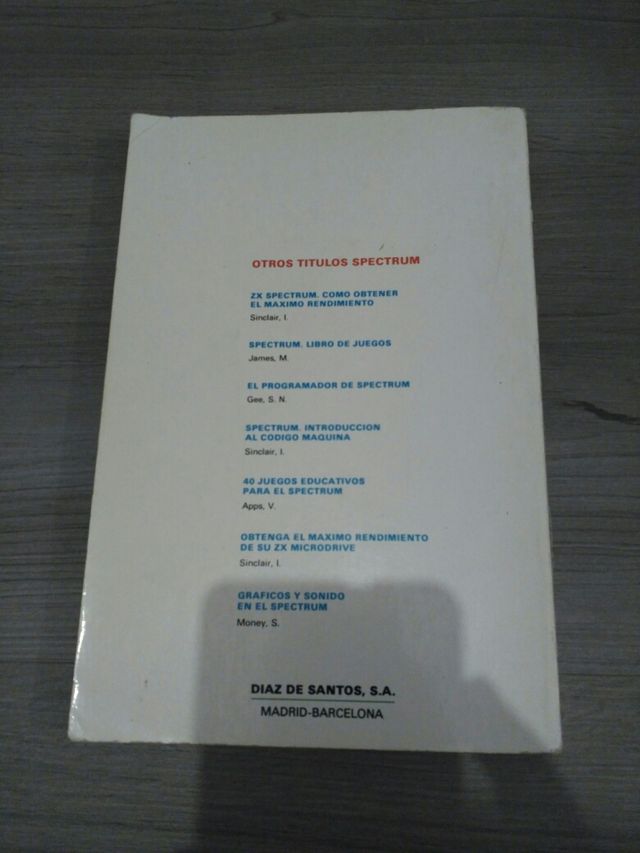 OTROS TITULOS SPECTRUM
ZX SPECTRUM. COMO OBTENER
EL MAXIMO RENDIMIENTO
Sinclair, I.
SPECTRUM. LIBRO DE JUEGOS
James, M.
EL PROGRAMADOR DE SPECTRUM
Gee, S. N.
SPECTRUM. INTRODUCCION
AL CODIGO MAQUINA
Sinclair, I.
40 JUEGOS EDUCATIVOS
PARA EL SPECTRUM
Apps, V.
OBTENGA EL MAXIMO RENDIMIENTO
DE SU ZX MICRODRIVE
Sinclair, I.
GRAFICOS Y SONIDO
EN EL SPECTRUM
Money, S.
DIAZ DE SANTOS, S.A.
MADRID-BARCELONA